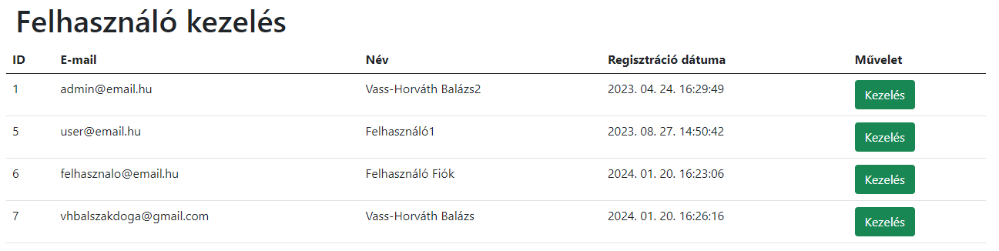 Felhasználó kezelés
ID E-mail Név Regisztráció dátuma Művelet
1 admin@email.hu Vass-Horváth Balázs2 2023. 04. 24. 16:29:49 Kezelés
5 user@email.hu Felhasználó1 2023. 08. 27. 14:50:42 Kezelés
6 felhasznalo@email.hu Felhasználó Fiók 2024. 01. 20. 16:23:06 Kezelés
7 vhbalszakdoga@gmail.com Vass-Horváth Balázs 2024. 01. 20. 16:26:16 Kezelés